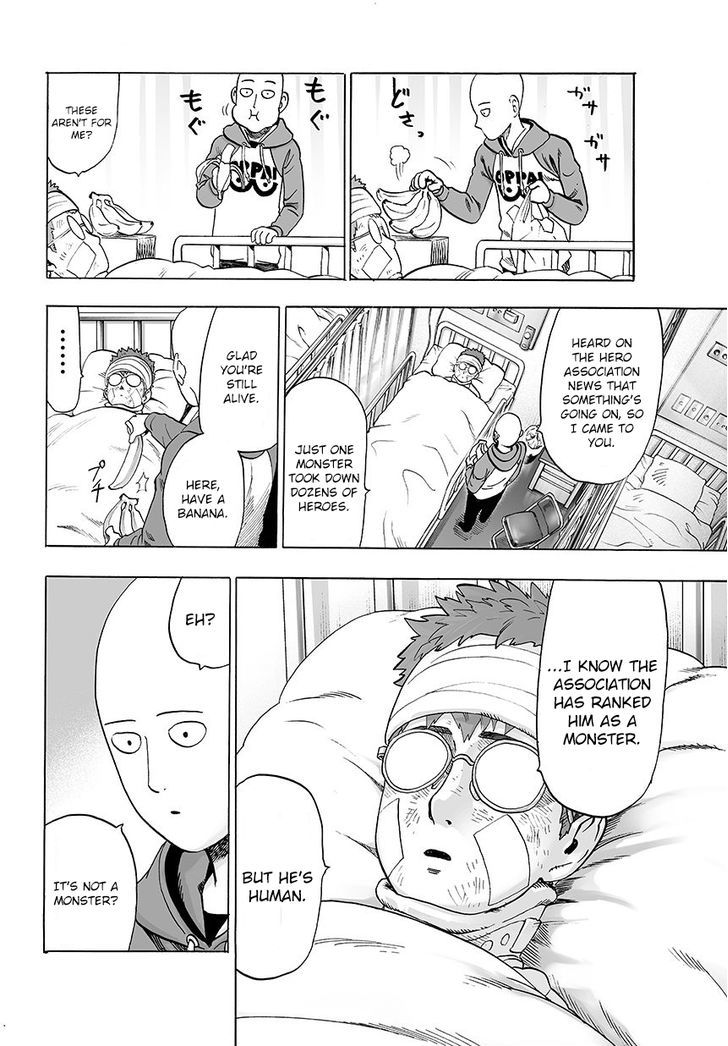 ガサ
ガサ
どさっ
OPPAI
THESE
AREN'T FOR
ME?
もぐ
もぐ
OPPAI
HEARD ON
THE HERO
ASSOCIATION
NEWS THAT
SOMETHING'S
GOING ON, SO
I CAME TO
YOU.
JUST ONE
MONSTER
TOOK DOWN
DOZENS OF
HEROES.
GLAD
YOU'RE
STILL
ALIVE.
HERE,
HAVE A
BANANA.
プチ
......
...I KNOW THE
ASSOCIATION
HAS RANKED
HIM AS A
MONSTER.
BUT HE'S
HUMAN.
EH?
IT'S NOT A
MONSTER?